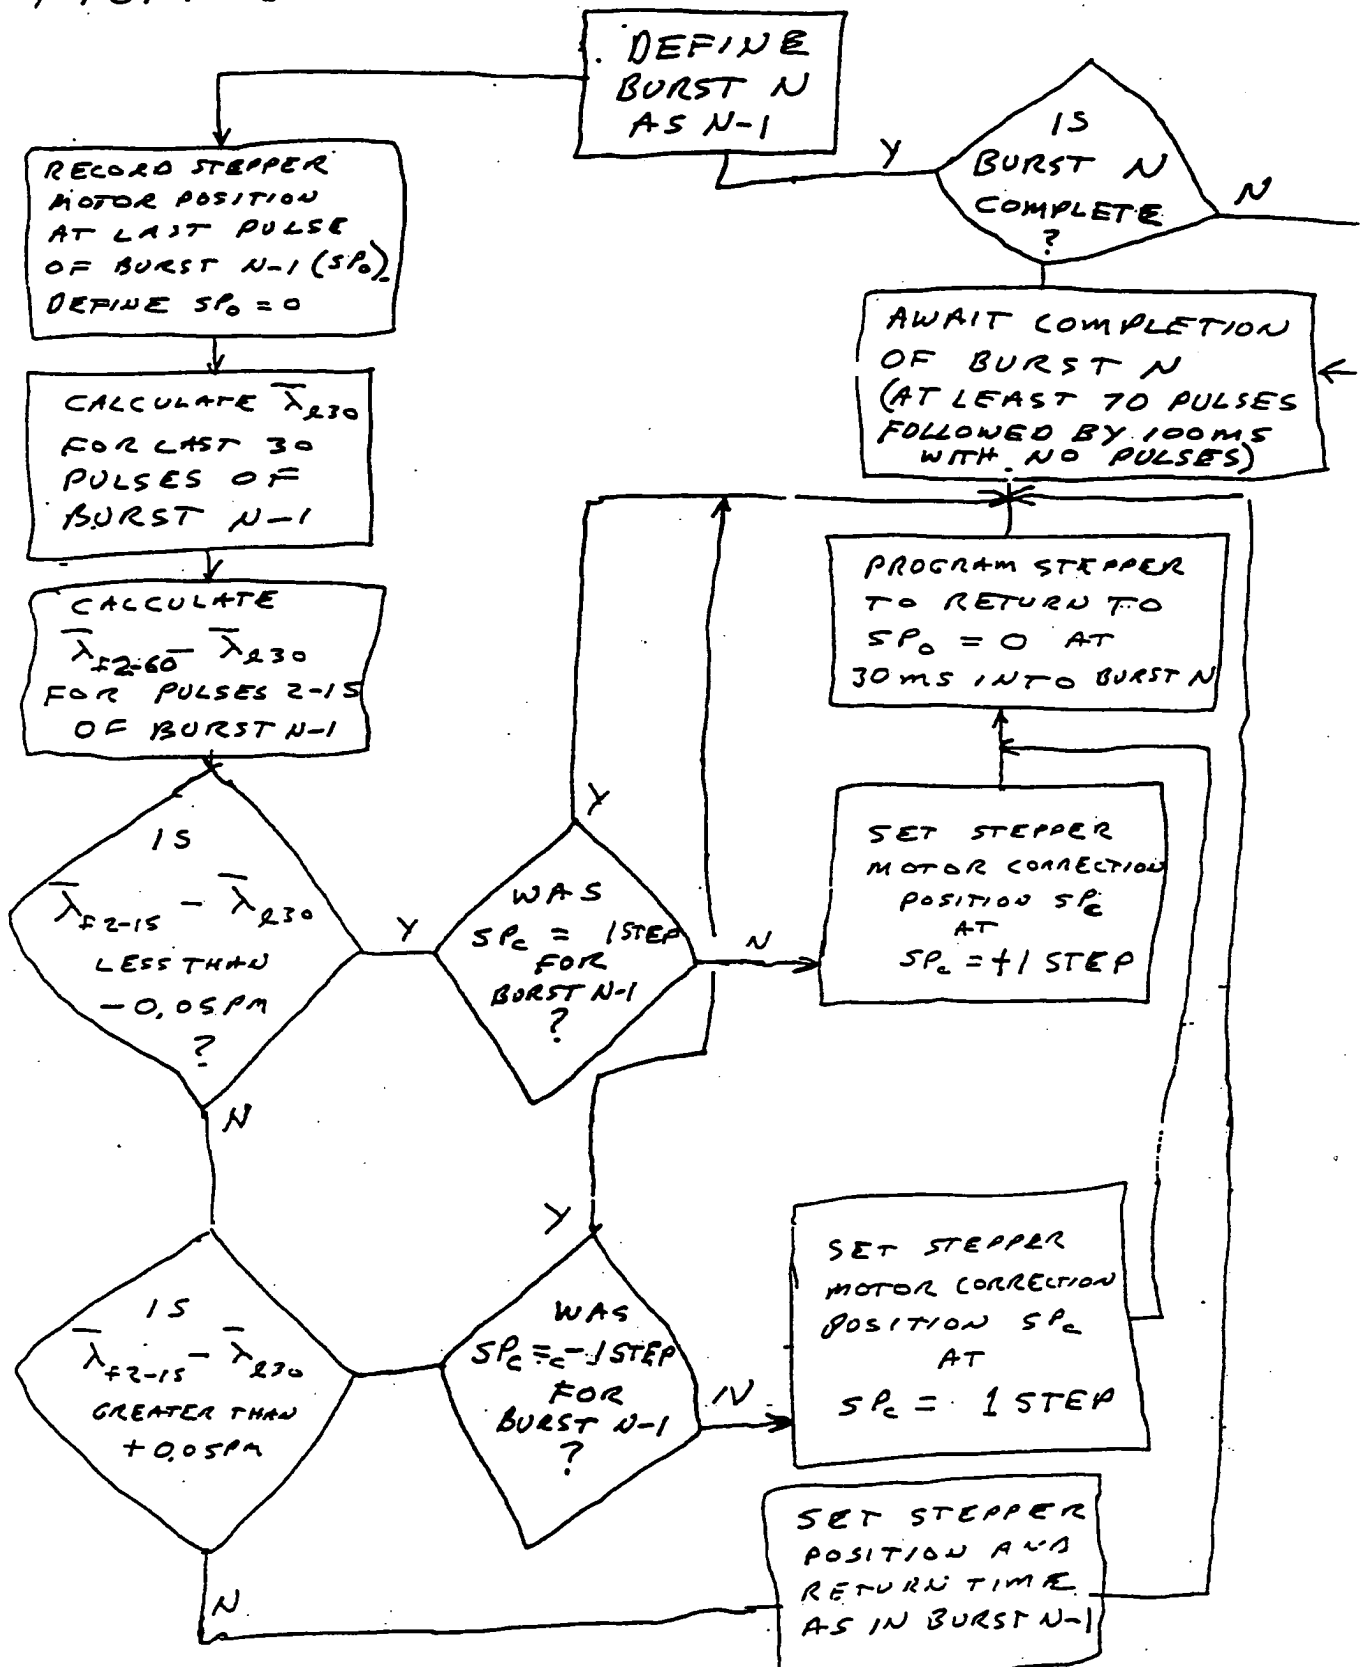 DEFINE
BURST N
AS N-1
IS
BURST N
COMPLETE
?
Y
N
RECORD STEPPER
MOTOR POSITION
AT LAST PULSE
OF BURST N-1 (SP₀)
DEFINE SP₀ = 0
AWAIT COMPLETION
OF BURST N
(AT LEAST 70 PULSES
FOLLOWED BY 100MS
WITH NO PULSES)
CALCULATE λ̅ℓ30
FOR LAST 30
PULSES OF
BURST N-1
PROGRAM STEPPER
TO RETURN TO
SP₀ = 0 AT
30 MS INTO BURST N
CALCULATE
λ̅f2-60 - λ̅ℓ30
FOR PULSES 2-15
OF BURST N-1
IS
λ̅f2-15 - λ̅ℓ30
LESS THAN
-0.05PM
?
Y
N
Y
WAS
SPc = 1STEP
FOR
BURST N-1
?
N
SET STEPPER
MOTOR CORRECTION
POSITION SPc
AT
SPc = +1 STEP
IS
λ̅f2-15 - λ̅ℓ30
GREATER THAN
+0.05PM
N
Y
WAS
SPc =c -1STEP
FOR
BURST N-1
?
N
SET STEPPER
MOTOR CORRECTION
POSITION SPc
AT
SPc = 1 STEP
SET STEPPER
POSITION AND
RETURN TIME
AS IN BURST N-1